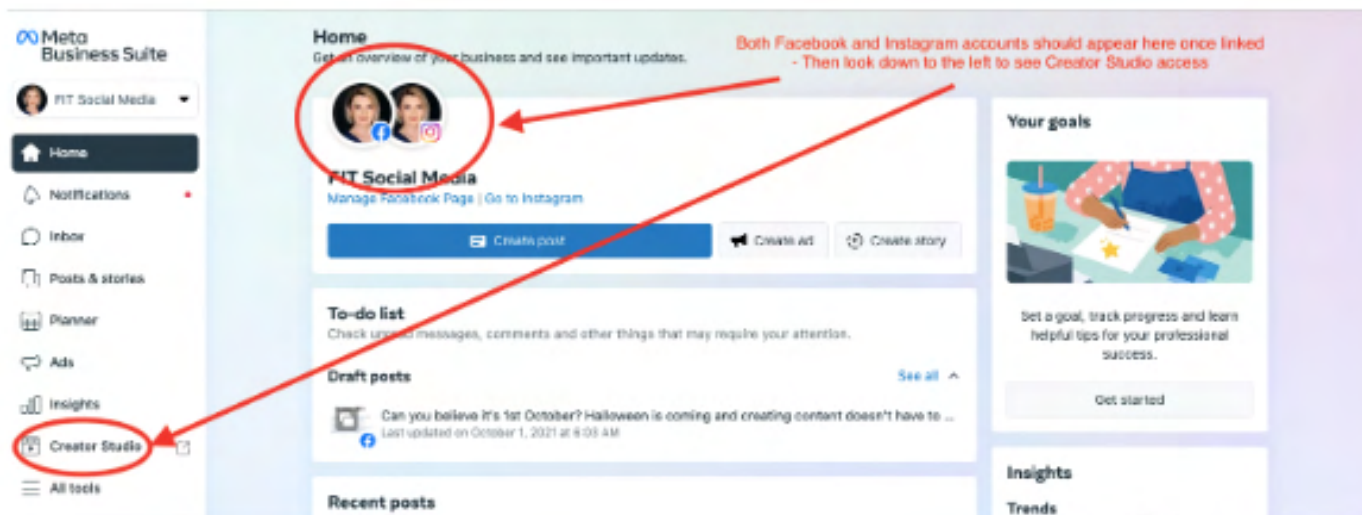 Meta
Business Suite
FIT Social Media
Home
Notifications
Inbox
Posts & stories
Planner
Ads
Insights
Creator Studio
All tools
Home
Get an overview of your business and see important updates.
Both Facebook and Instagram accounts should appear here once linked
- Then look down to the left to see Creator Studio access
FIT Social Media
Manage Facebook Page | Go to Instagram
Create post
Create ad
Create story
To-do list
Check unread messages, comments and other things that may require your attention.
Draft posts
See all
Can you believe it's 1st October? Halloween is coming and creating content doesn't have to ...
Last updated on October 1, 2021 at 6:03 AM
Recent posts
Your goals
Set a goal, track progress and learn
helpful tips for your professional
success.
Get started
Insights
Trends